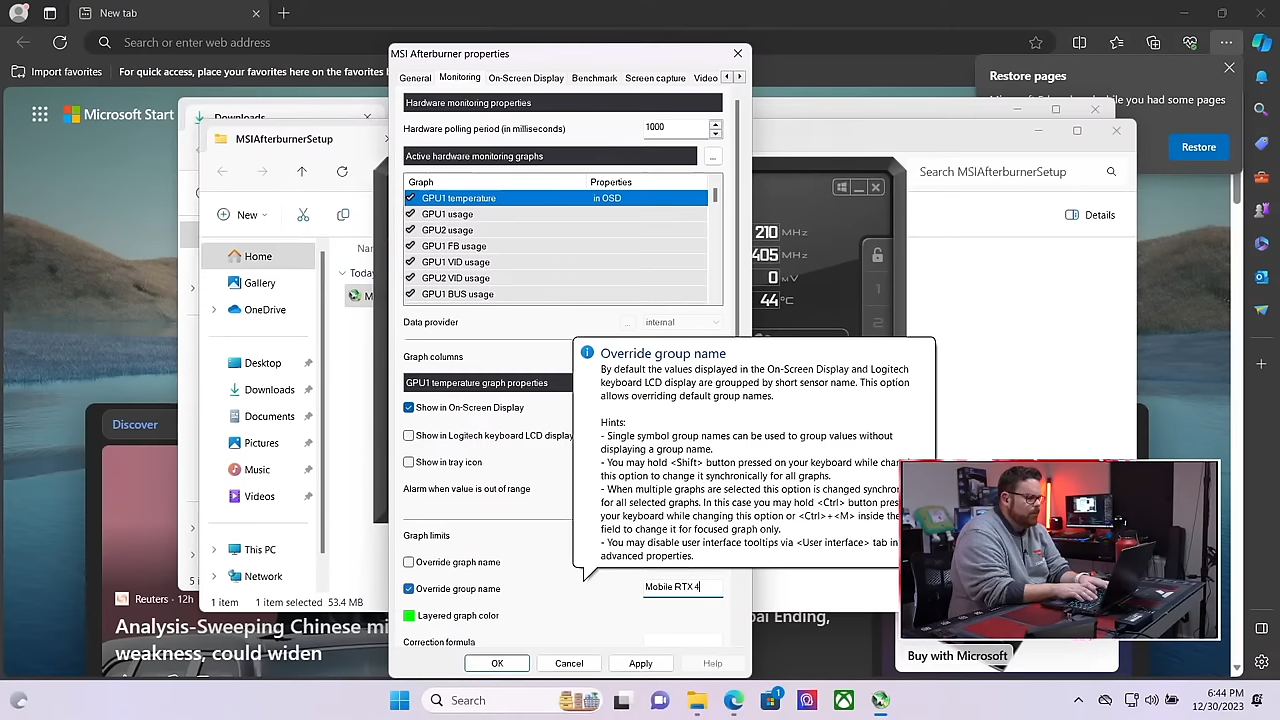 New tab
Search or enter web address
Import favorites
For quick access, place your favorites here on the favorites b
Restore pages
while you had some pages
Restore
Microsoft Start
Downloads
MSIAfterburnerSetup
Search MSIAfterburnerSetup
New
Details
Home
Gallery
OneDrive
Desktop
Downloads
Documents
Pictures
Music
Videos
This PC
Network
Nar
Toda
M
1 item
1 item selected
53.4 MB
MSI Afterburner properties
General
Monitoring
On-Screen Display
Benchmark
Screen capture
Video
Hardware monitoring properties
Hardware polling period (in milliseconds)
1000
Active hardware monitoring graphs
...
Graph
Properties
GPU1 temperature
in OSD
GPU1 usage
GPU2 usage
GPU1 FB usage
GPU1 VID usage
GPU2 VID usage
GPU1 BUS usage
Data provider
...
internal
Graph columns
GPU1 temperature graph properties
Show in On-Screen Display
Show in Logitech keyboard LCD display
Show in tray icon
Alarm when value is out of range
Graph limits
Override graph name
Override group name
Mobile RTX 4
Layered graph color
Correction formula
OK
Cancel
Apply
Help
Override group name
By default the values displayed in the On-Screen Display and Logitech
keyboard LCD display are groupped by short sensor name. This option
allows overriding default group names.
Hints:
- Single symbol group names can be used to group values without
displaying a group name.
- You may hold <Shift> button pressed on your keyboard while chan
this option to change it synchronically for all graphs.
- When multiple graphs are selected this option is changed synchro
for all selected graphs. In this case you may hold <Ctrl> button pres
your keyboard while changing this option or <Ctrl>+<M> inside the
field to change it for focused graph only.
- You may disable user interface tooltips via <User interface> tab in
advanced properties.
210 MHz
405 MHz
0 mV
44 °C
1
2
Discover
Reuters · 12h
Analysis-Sweeping Chinese mi
weakness, could widen
bal Ending,
Buy with Microsoft
Search
1
6:44 PM
12/30/2023